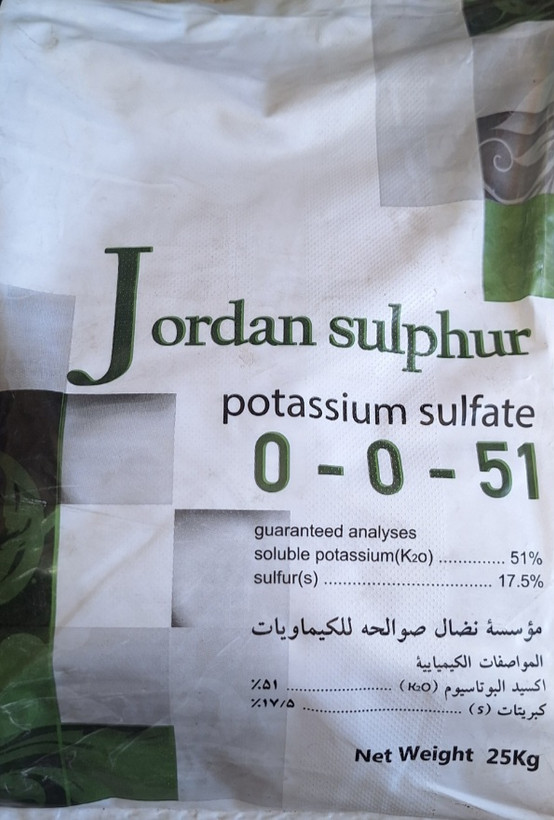 Jordan sulphur
potassium sulfate
0 - 0 - 51
guaranteed analyses
soluble potassium(K₂o) ............. 51%
sulfur(s) ................................. 17.5%
مؤسسة نضال صوالحه للكيماويات
المواصفات الكيميايية
اكسيد البوتاسيوم (K₂O) ........................ ٪٥١
كبريتات (s) ..................................... ٪١٧/٥
Net Weight 25Kg